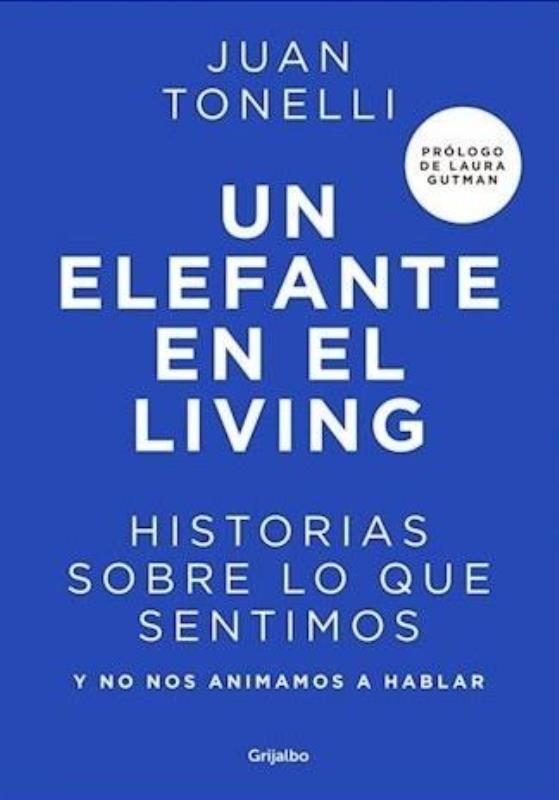 JUAN
TONELLI
PRÓLOGO
DE LAURA
GUTMAN
UN
ELEFANTE
EN EL
LIVING
HISTORIAS
SOBRE LO QUE
SENTIMOS
Y NO NOS ANIMAMOS A HABLAR
Grijalbo